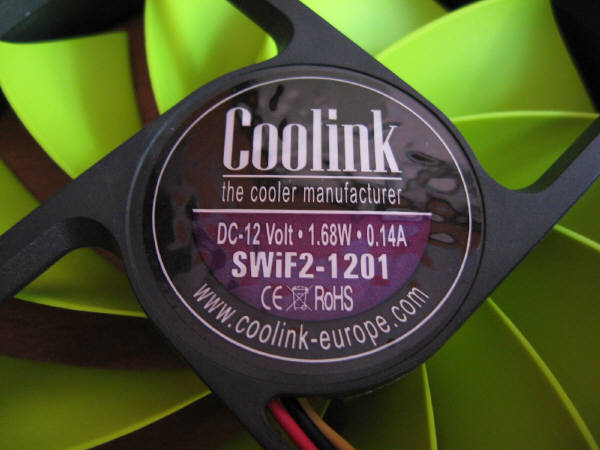 Coolink
the cooler manufacturer
DC-12 Volt • 1.68W • 0.14A
SWiF2-1201
CE RoHS
www.coolink-europe.com